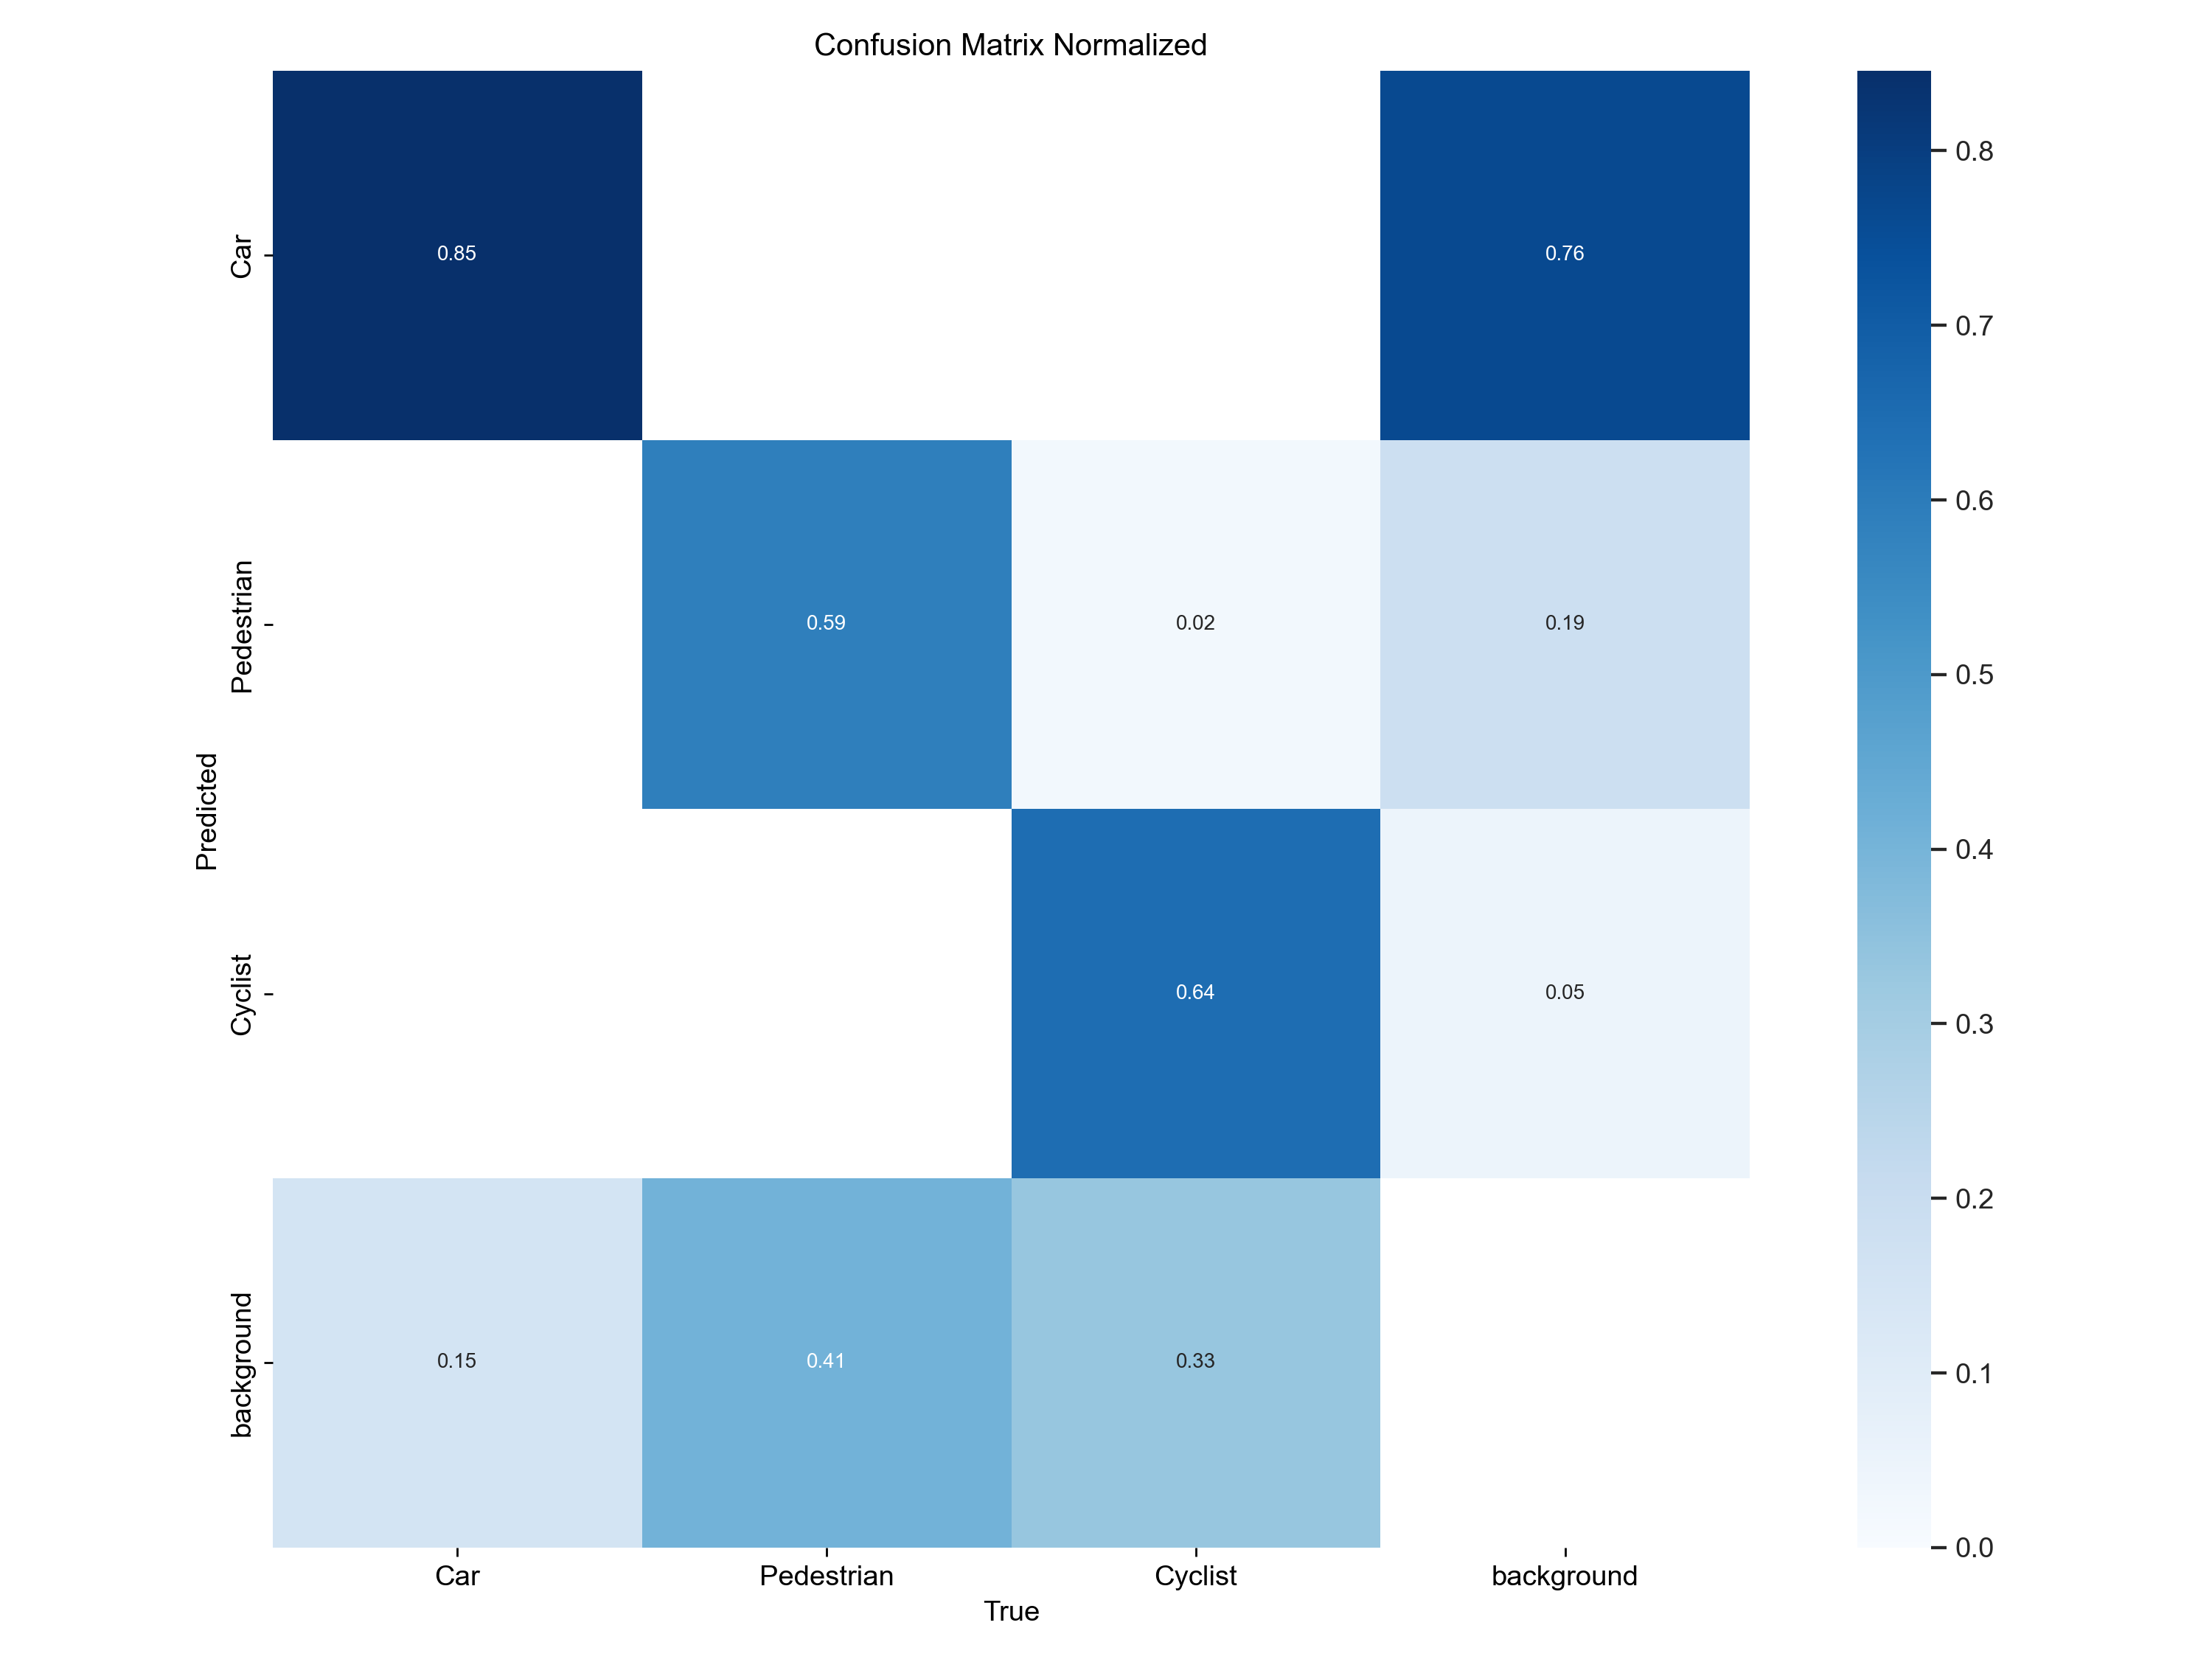 Confusion Matrix Normalized
Car
0.85
0.76
0.8
0.7
Pedestrian
0.59
0.02
0.19
0.6
0.5
Predicted
Cyclist
0.64
0.05
0.4
0.3
background
0.15
0.41
0.33
0.2
0.1
0.0
Car
Pedestrian
Cyclist
background
True